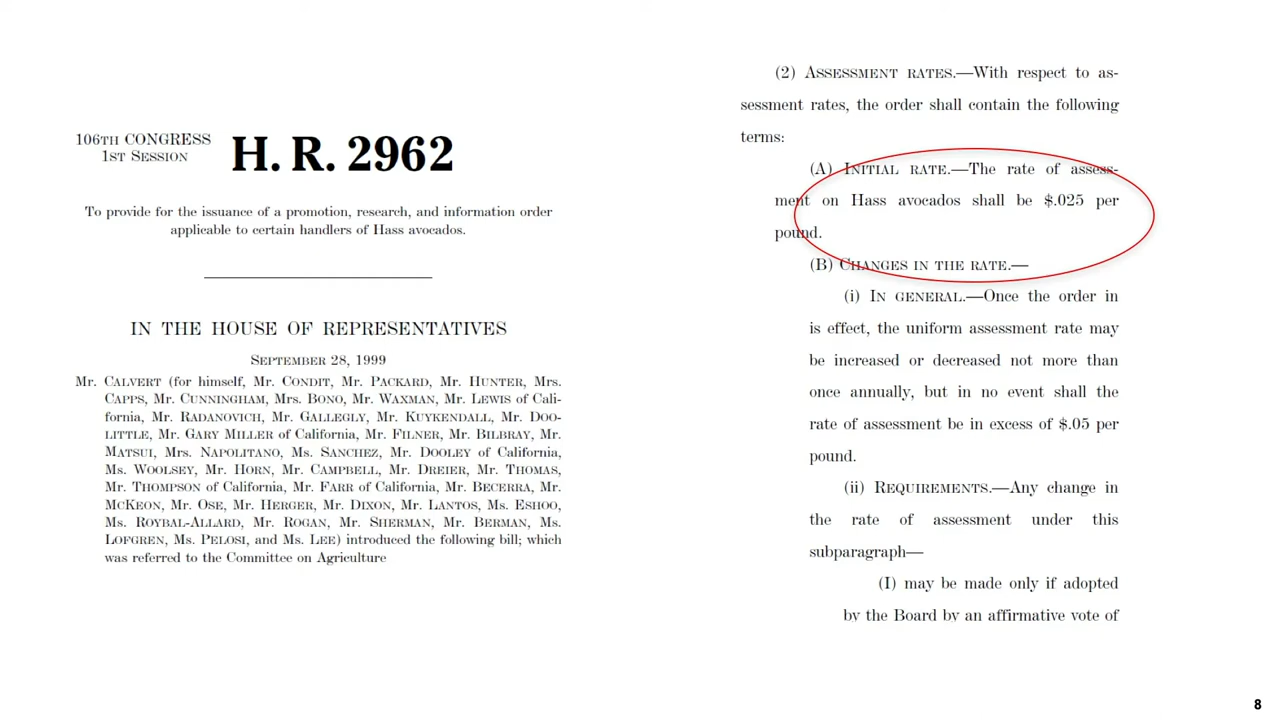 106TH CONGRESS
1ST SESSION
H. R. 2962
To provide for the issuance of a promotion, research, and information order
applicable to certain handlers of Hass avocados.
IN THE HOUSE OF REPRESENTATIVES
SEPTEMBER 28, 1999
Mr. CALVERT (for himself, Mr. CONDIT, Mr. PACKARD, Mr. HUNTER, Mrs.
CAPPS, Mr. CUNNINGHAM, Mrs. BONO, Mr. WAXMAN, Mr. LEWIS of Cali-
fornia, Mr. RADANOVICH, Mr. GALLEGLY, Mr. KUYKENDALL, Mr. DOO-
LITTLE, Mr. GARY MILLER of California, Mr. FILNER, Mr. BILBRAY, Mr.
MATSUI, Mrs. NAPOLITANO, Ms. SANCHEZ, Mr. DOOLEY of California,
Ms. WOOLSEY, Mr. HORN, Mr. CAMPBELL, Mr. DREIER, Mr. THOMAS,
Mr. THOMPSON of California, Mr. FARR of California, Mr. BECERRA, Mr.
MCKEON, Mr. OSE, Mr. HERGER, Mr. DIXON, Mr. LANTOS, Ms. ESHOO,
Ms. ROYBAL-ALLARD, Mr. ROGAN, Mr. SHERMAN, Mr. BERMAN, Ms.
LOFGREN, Ms. PELOSI, and Ms. LEE) introduced the following bill; which
was referred to the Committee on Agriculture
(2) ASSESSMENT RATES.—With respect to as-
sessment rates, the order shall contain the following
terms:
(A) INITIAL RATE.—The rate of assess-
ment on Hass avocados shall be $.025 per
pound.
(B) CHANGES IN THE RATE.—
(i) IN GENERAL.—Once the order in
is effect, the uniform assessment rate may
be increased or decreased not more than
once annually, but in no event shall the
rate of assessment be in excess of $.05 per
pound.
(ii) REQUIREMENTS.—Any change in
the rate of assessment under this
subparagraph—
(I) may be made only if adopted
by the Board by an affirmative vote of
8